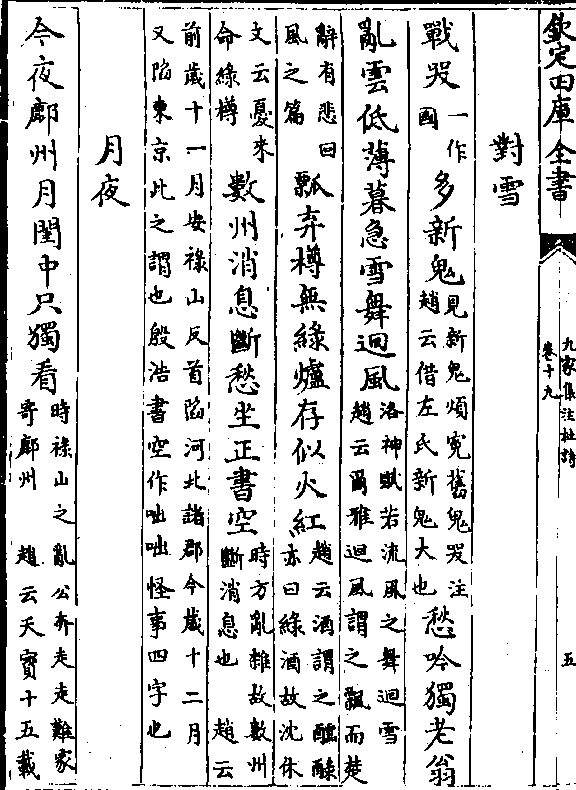 欽定四庫全書
九家集注杜詩
卷十九
五
對雪
戰哭一作國多新鬼見新鬼煩寃舊鬼哭注趙云借左氏新鬼大也愁吟獨老翁
亂雲低薄暮急雪舞迴風洛神賦若流風之舞迴雪趙云爾雅迴風謂之飄而楚
辭有悲回風之篇瓢弃樽無綠爐存似火紅趙云酒謂之醽醁亦曰綠酒故沈休
文云憂來命綠樽數州消息斷愁坐正書空時方亂離故數州斷消息也趙云
前歲十一月安祿山反首陷河北諸郡今歲十二月又陷東京此之謂也殷浩書空作咄咄怪事四字也
月夜
今夜鄜州月閨中只獨看時祿山之亂公奔走走難家寄鄜州趙云天寶十五載